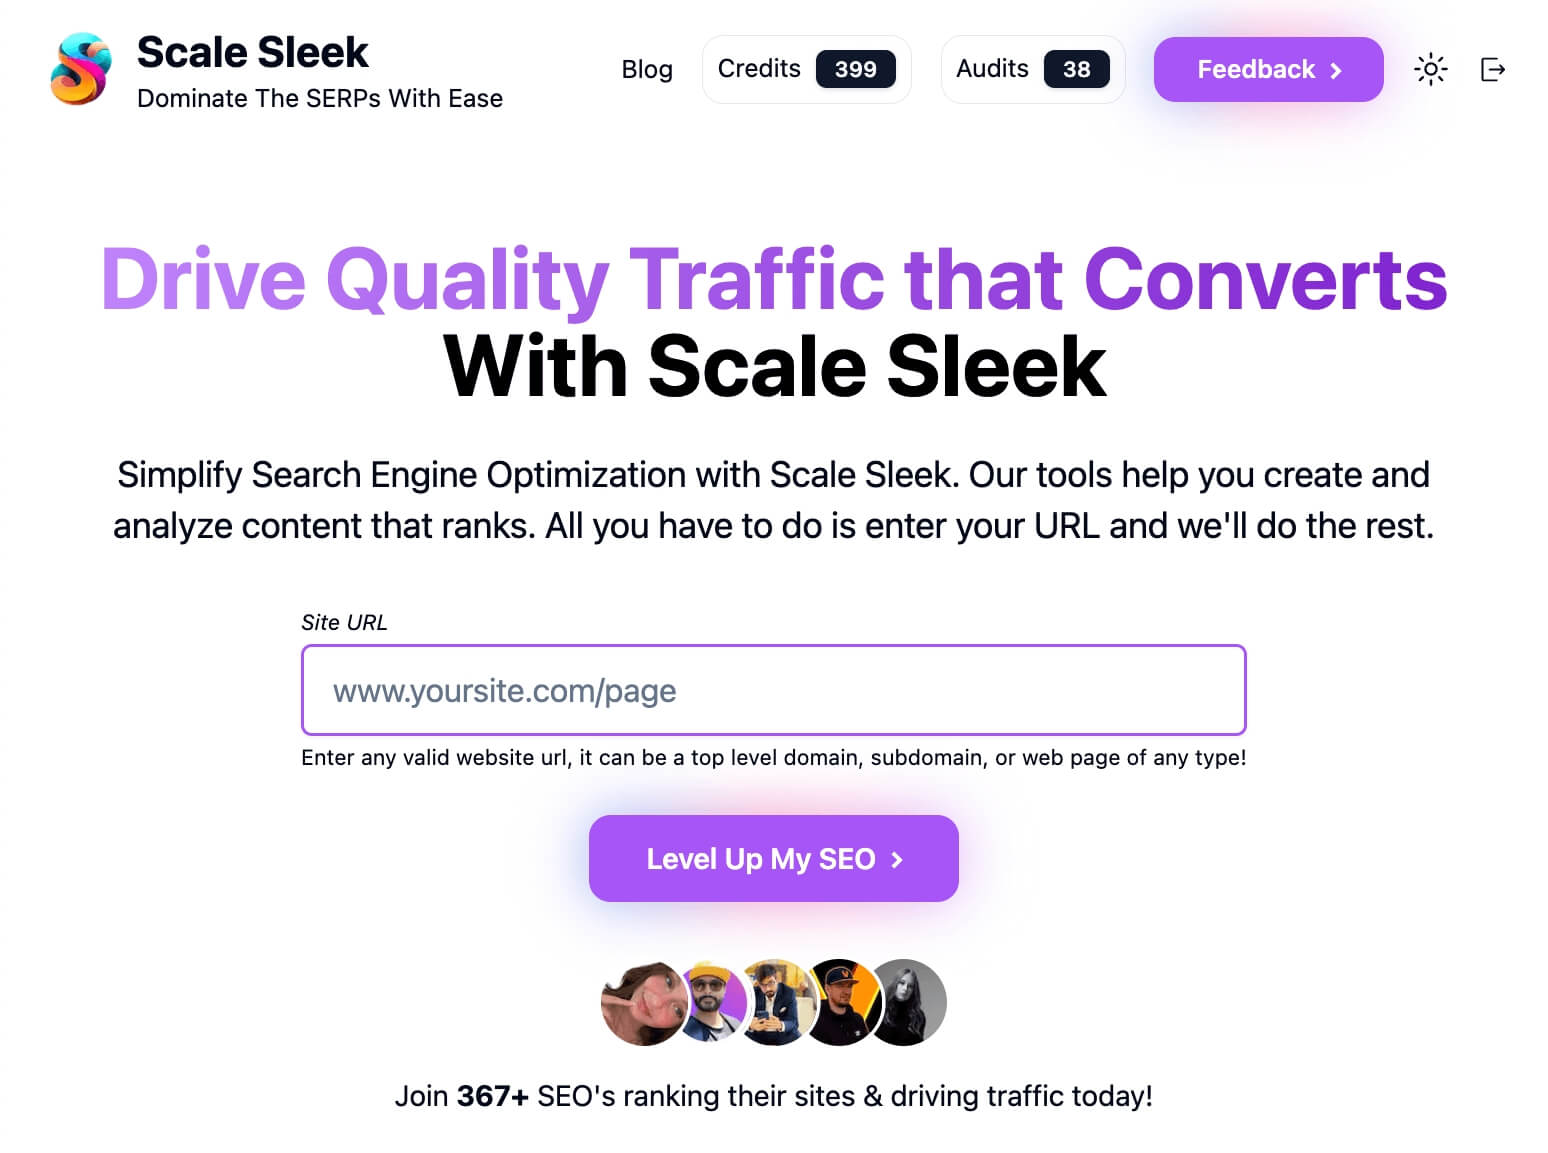 Scale Sleek
Dominate The SERPs With Ease
Blog
Credits 399
Audits 38
Feedback
Drive Quality Traffic that Converts
With Scale Sleek
Simplify Search Engine Optimization with Scale Sleek. Our tools help you create and
analyze content that ranks. All you have to do is enter your URL and we'll do the rest.
Site URL
www.yoursite.com/page
Enter any valid website url, it can be a top level domain, subdomain, or web page of any type!
Level Up My SEO
Join 367+ SEO's ranking their sites & driving traffic today!